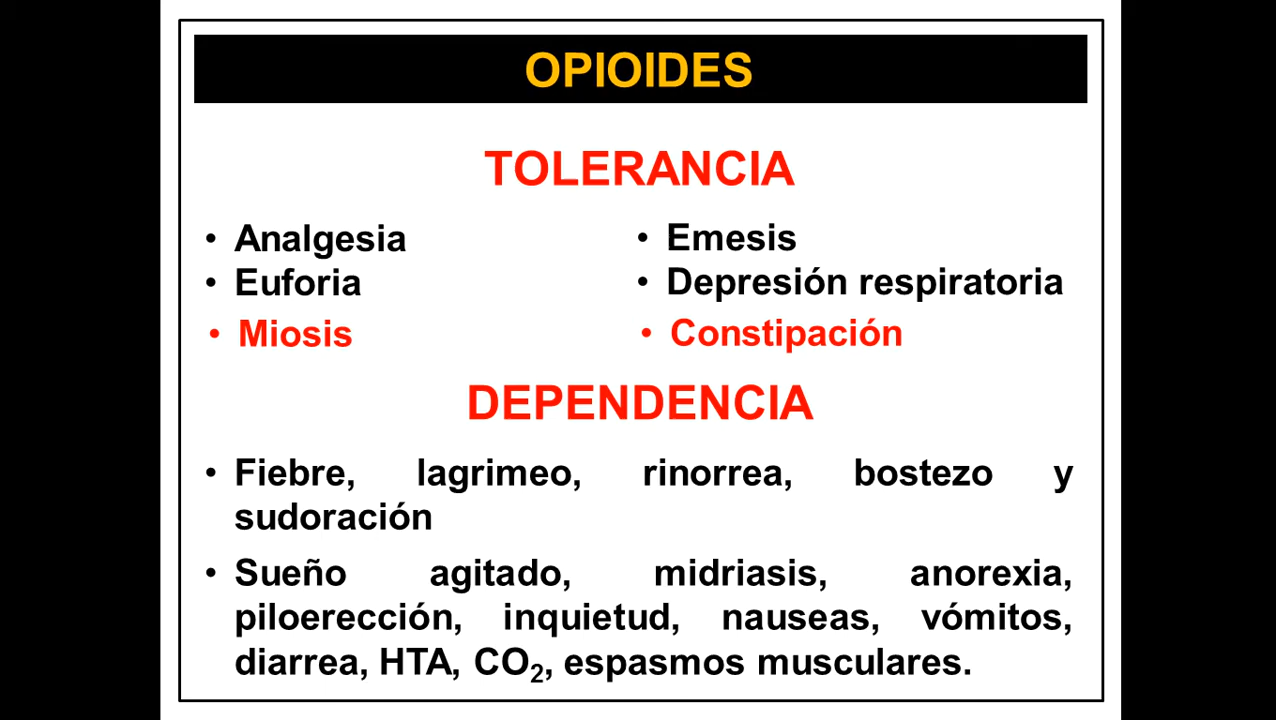 OPIOIDES
TOLERANCIA
• Analgesia
• Euforia
• Miosis
• Emesis
• Depresión respiratoria
• Constipación
DEPENDENCIA
• Fiebre, lagrimeo, rinorrea, bostezo y
sudoración
• Sueño agitado, midriasis, anorexia,
piloerección, inquietud, nauseas, vómitos,
diarrea, HTA, CO₂, espasmos musculares.